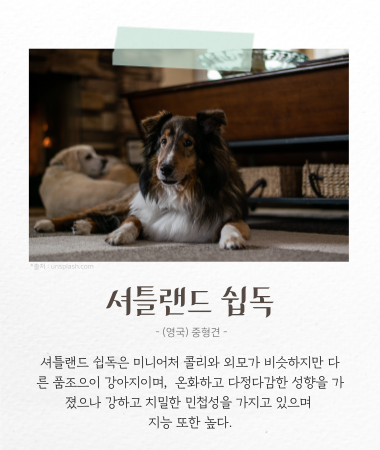 *출처 : unsplash.com
셔틀랜드 쉽독
- (영국) 중형견 -
셔틀랜드 쉽독은 미니어처 콜리와 외모가 비슷하지만 다
른 품조으이 강아지이며, 온화하고 다정다감한 성향을 가
졌으나 강하고 치밀한 민첩성을 가지고 있으며
지능 또한 높다.